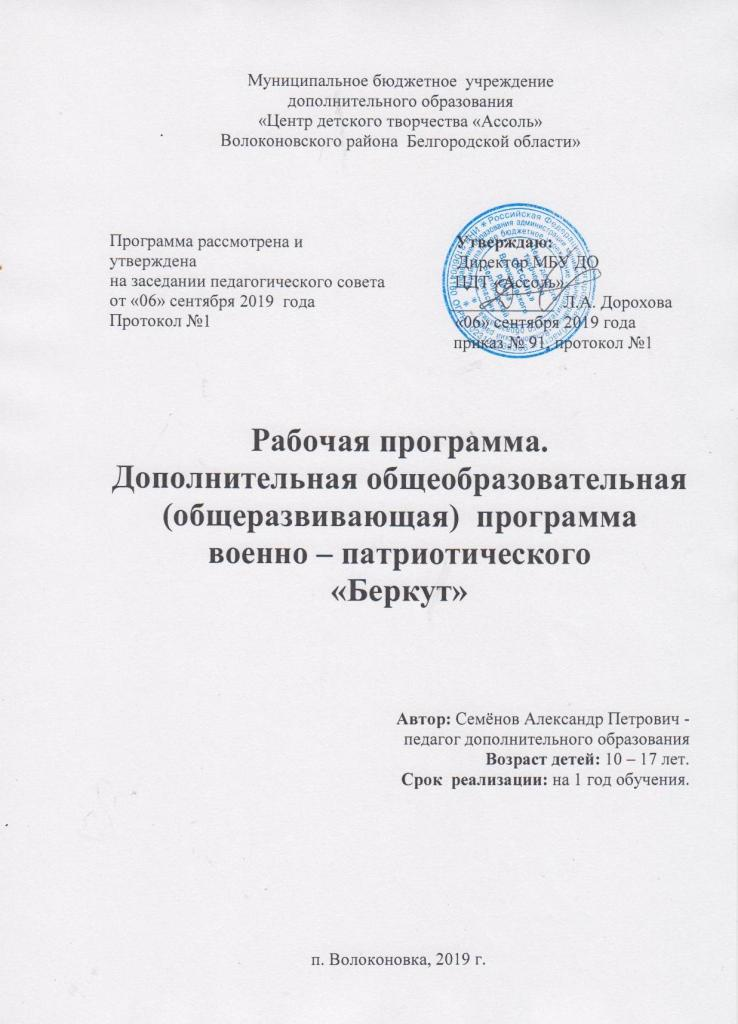 Муниципальное бюджетное учреждение
дополнительного образования
«Центр детского творчества «Ассоль»
Волоконовского района Белгородской области»
Программа рассмотрена и
утверждена
на заседании педагогического совета
от «06» сентября 2019 года
Протокол №1
Утверждаю:
Директор МБУ ДО
ЦДТ «Ассоль»
Л.А. Дорохова
«06» сентября 2019 года
приказ № 91, протокол №1
Рабочая программа.
Дополнительная общеобразовательная
(общеразвивающая) программа
военно – патриотического
«Беркут»
Автор: Семёнов Александр Петрович -
педагог дополнительного образования
Возраст детей: 10 – 17 лет.
Срок реализации: на 1 год обучения.
п. Волоконовка, 2019 г.